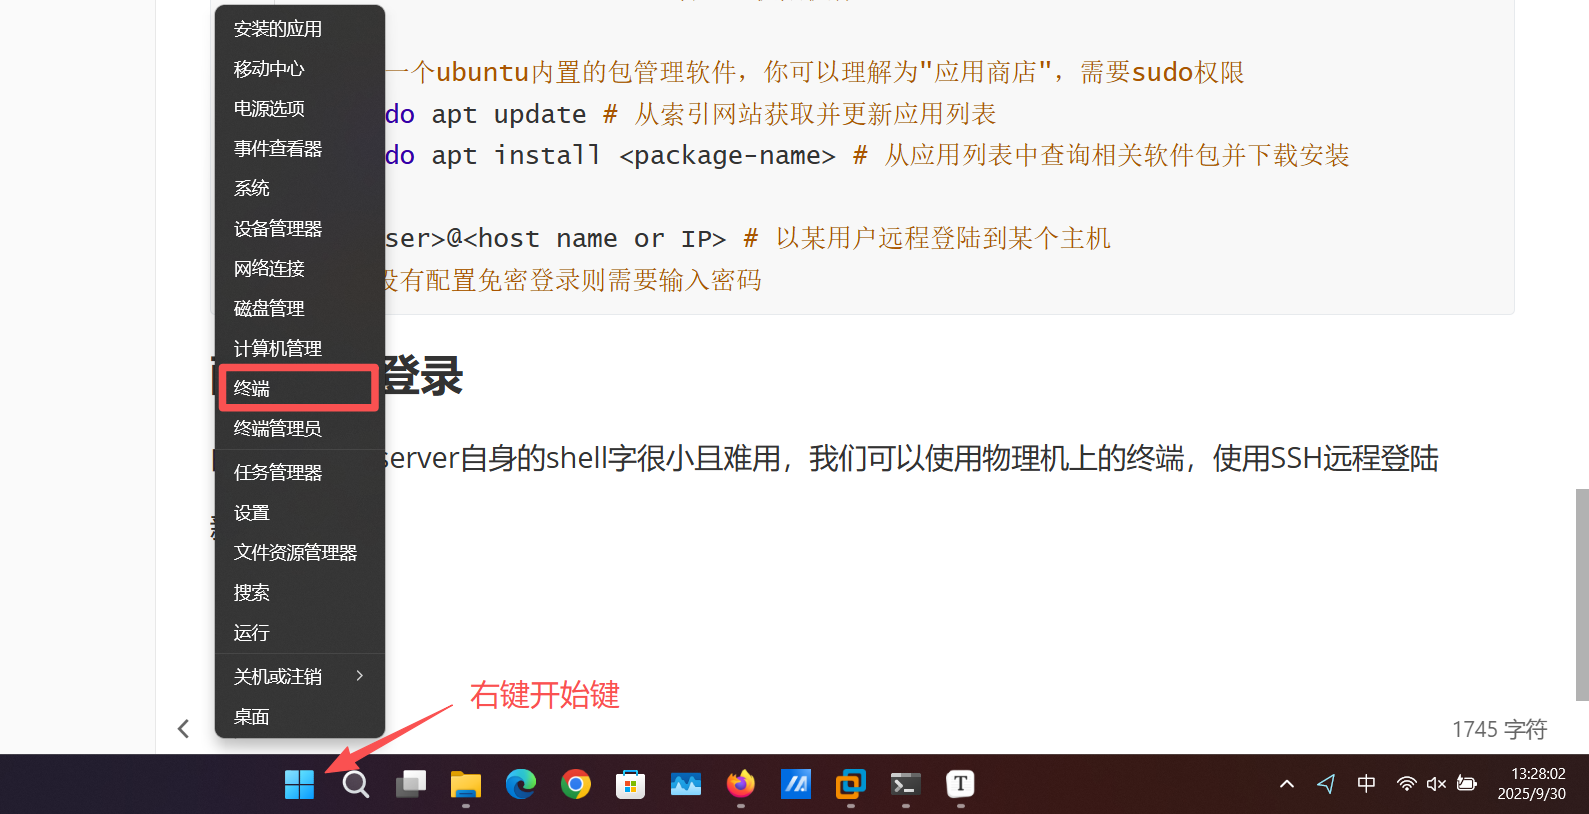 安装的应用
移动中心
电源选项
事件查看器
系统
设备管理器
网络连接
磁盘管理
计算机管理
终端
终端管理员
任务管理器
设置
文件资源管理器
搜索
运行
关机或注销
桌面
一个ubuntu内置的包管理软件，你可以理解为"应用商店"，需要sudo权限
do apt update # 从索引网站获取并更新应用列表
do apt install <package-name> # 从应用列表中查询相关软件包并下载安装
ser>@<host name or IP> # 以某用户远程登陆到某个主机
没有配置免密登录则需要输入密码
登录
server自身的shell字很小且难用，我们可以使用物理机上的终端，使用SSH远程登陆
右键开始键
1745 字符
T
中
13:28:02
2025/9/30